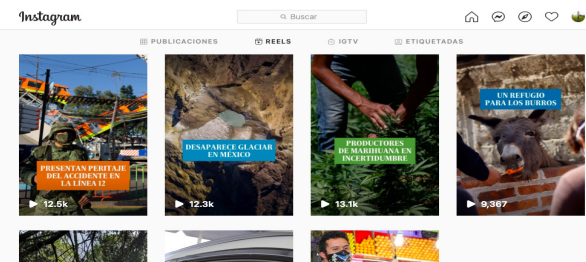 Instagram
Buscar
PUBLICACIONES REELS IGTV ETIQUETADAS
PRESENTAN PERITAJE
DEL ACCIDENTE EN
LA LÍNEA 12
12.5k
DESAPARECE GLACIAR
EN MÉXICO
12.3k
PRODUCTORES
DE MARIHUANA EN
INCERTIDUMBRE
13.1k
UN REFUGIO
PARA LOS BURROS
9,367